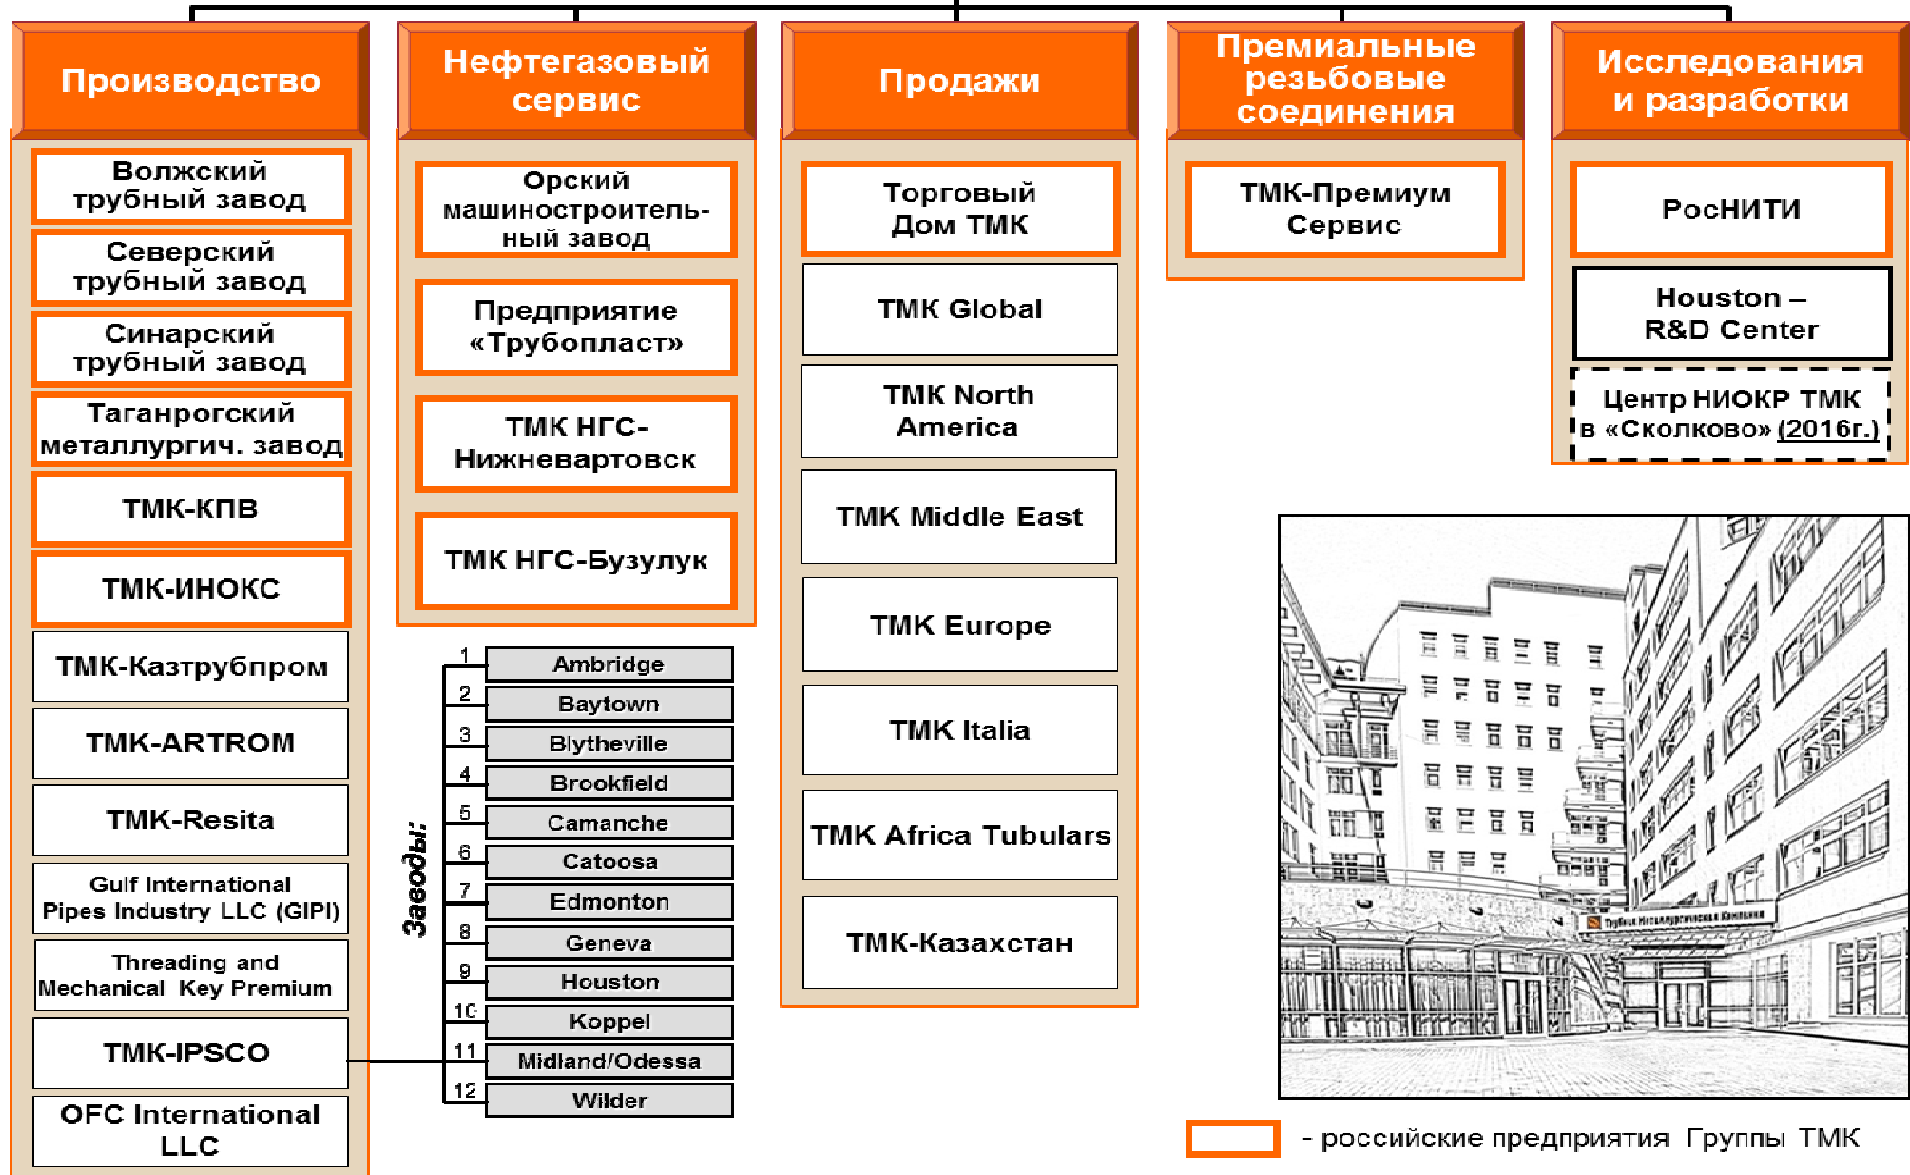 Производство
Волжский
трубный завод
Северский
трубный завод
Синарский
трубный завод
Таганрогский
металлургич. завод
ТМК-КПВ
ТМК-ИНОКС
ТМК-Казтрубпром
TMK-ARTROM
TMK-Resita
Gulf International
Pipes Industry LLC (GIPI)
Threading and
Mechanical Key Premium
TMK-IPSCO
OFC International
LLC
Нефтегазовый
сервис
Орский
машинострoитель-
ный завод
Предприятие
«Трубопласт»
ТМК НГС-
Нижневартовск
ТМК НГС-Бузулук
Заводы:
1 Ambridge
2 Baytown
3 Blytheville
4 Brookfield
5 Camanche
6 Catoosa
7 Edmonton
8 Geneva
9 Houston
10 Koppel
11 Midland/Odessa
12 Wilder
Продажи
Торговый
Дом ТМК
TMK Global
TMK North
America
TMK Middle East
TMK Europe
TMK Italia
TMK Africa Tubulars
ТМК-Казахстан
Премиальные
резьбовые
соединения
ТМК-Премиум
Сервис
Исследования
и разработки
РосНИТИ
Houston –
R&D Center
Центр НИОКР ТМК
в «Сколково» (2016г.)
Трубная Металлургическая Компания
- российские предприятия Группы ТМК